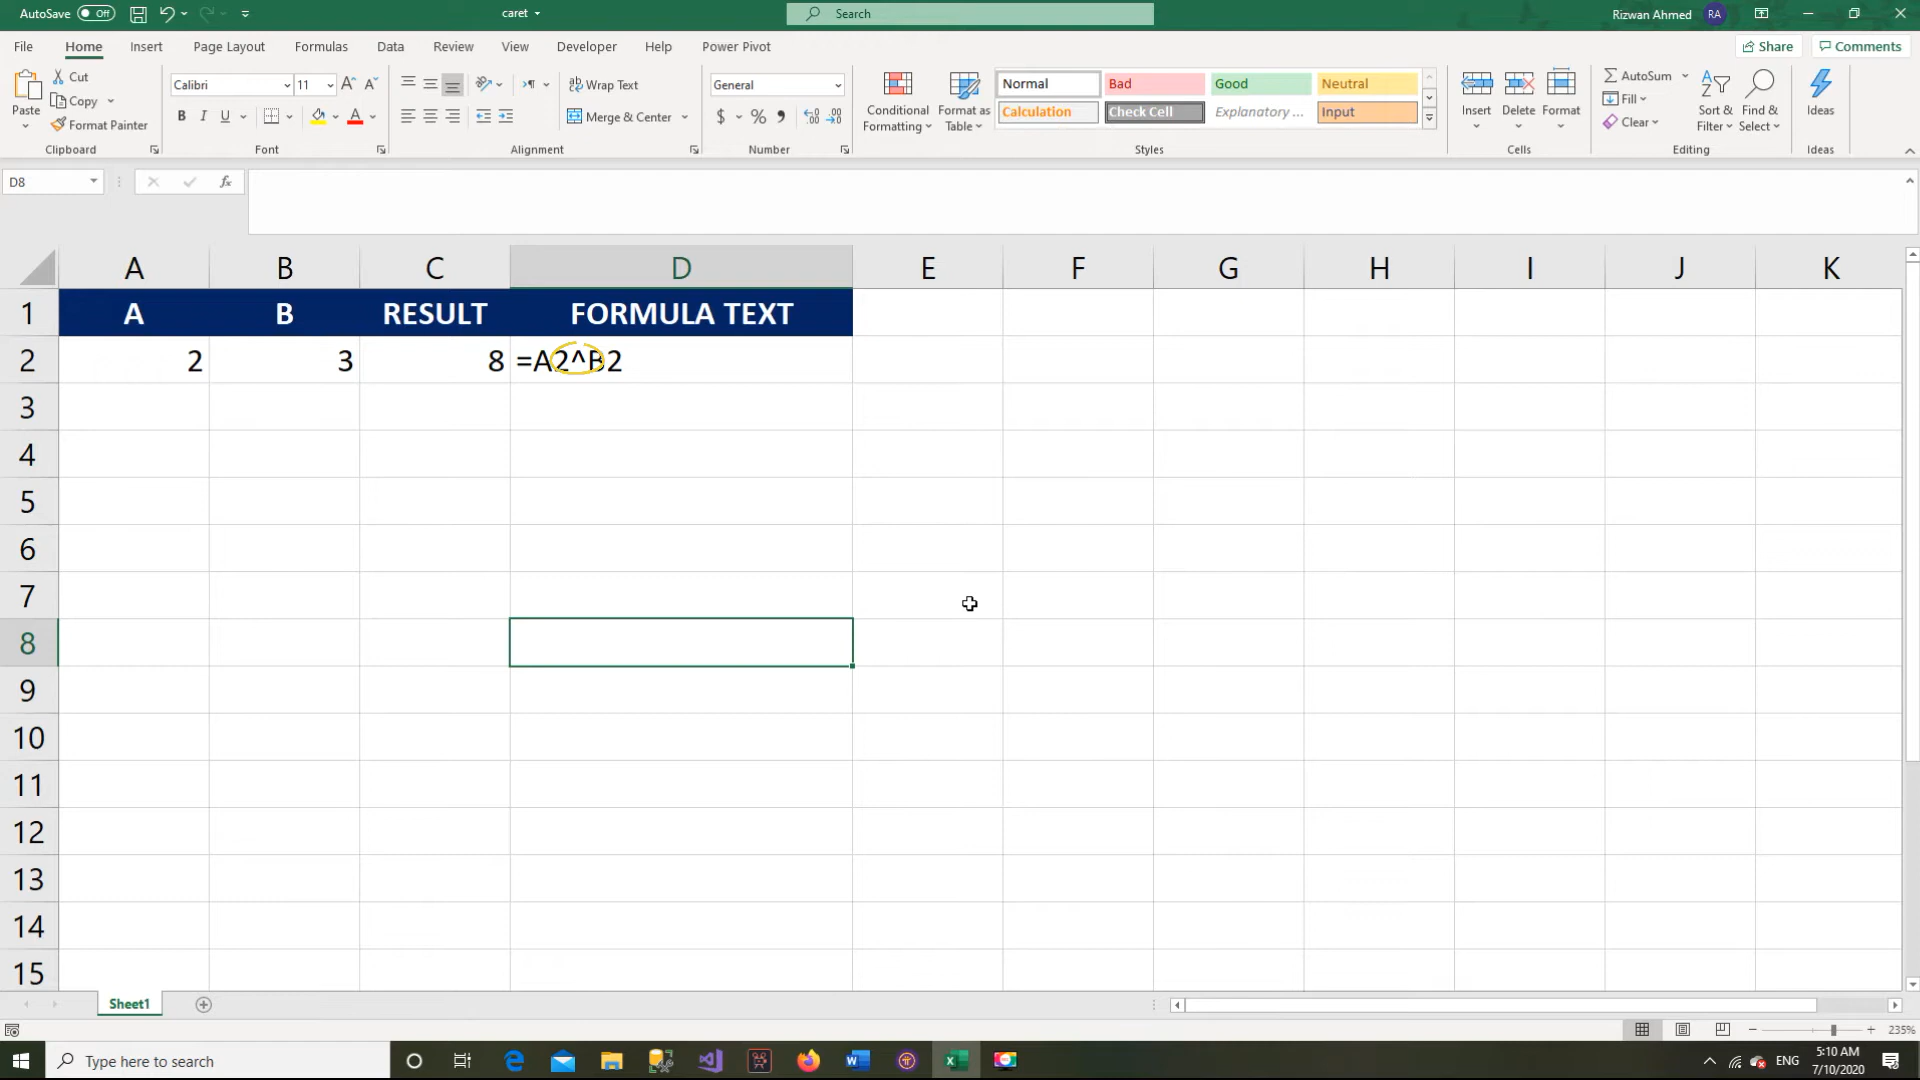 AutoSave Off caret Search Rizwan Ahmed RA
File Home Insert Page Layout Formulas Data Review View Developer Help Power Pivot Share Comments
Paste Cut Copy Format Painter
Calibri 11
B I U A
Wrap Text
Merge & Center
General
$ %
Conditional Formatting
Format as Table
Normal Bad Good Neutral
Calculation Check Cell Explanatory ... Input
Insert Delete Format
AutoSum
Fill
Clear
Sort & Filter
Find & Select
Ideas
Clipboard Font Alignment Number Styles Cells Editing Ideas
D8 fx
A B C D E F G H I J K
1 A B RESULT FORMULA TEXT
2 2 3 8 =A2^B2
3
4
5
6
7
8
9
10
11
12
13
14
15
Sheet1
235%
Type here to search ENG 5:10 AM
7/10/2020